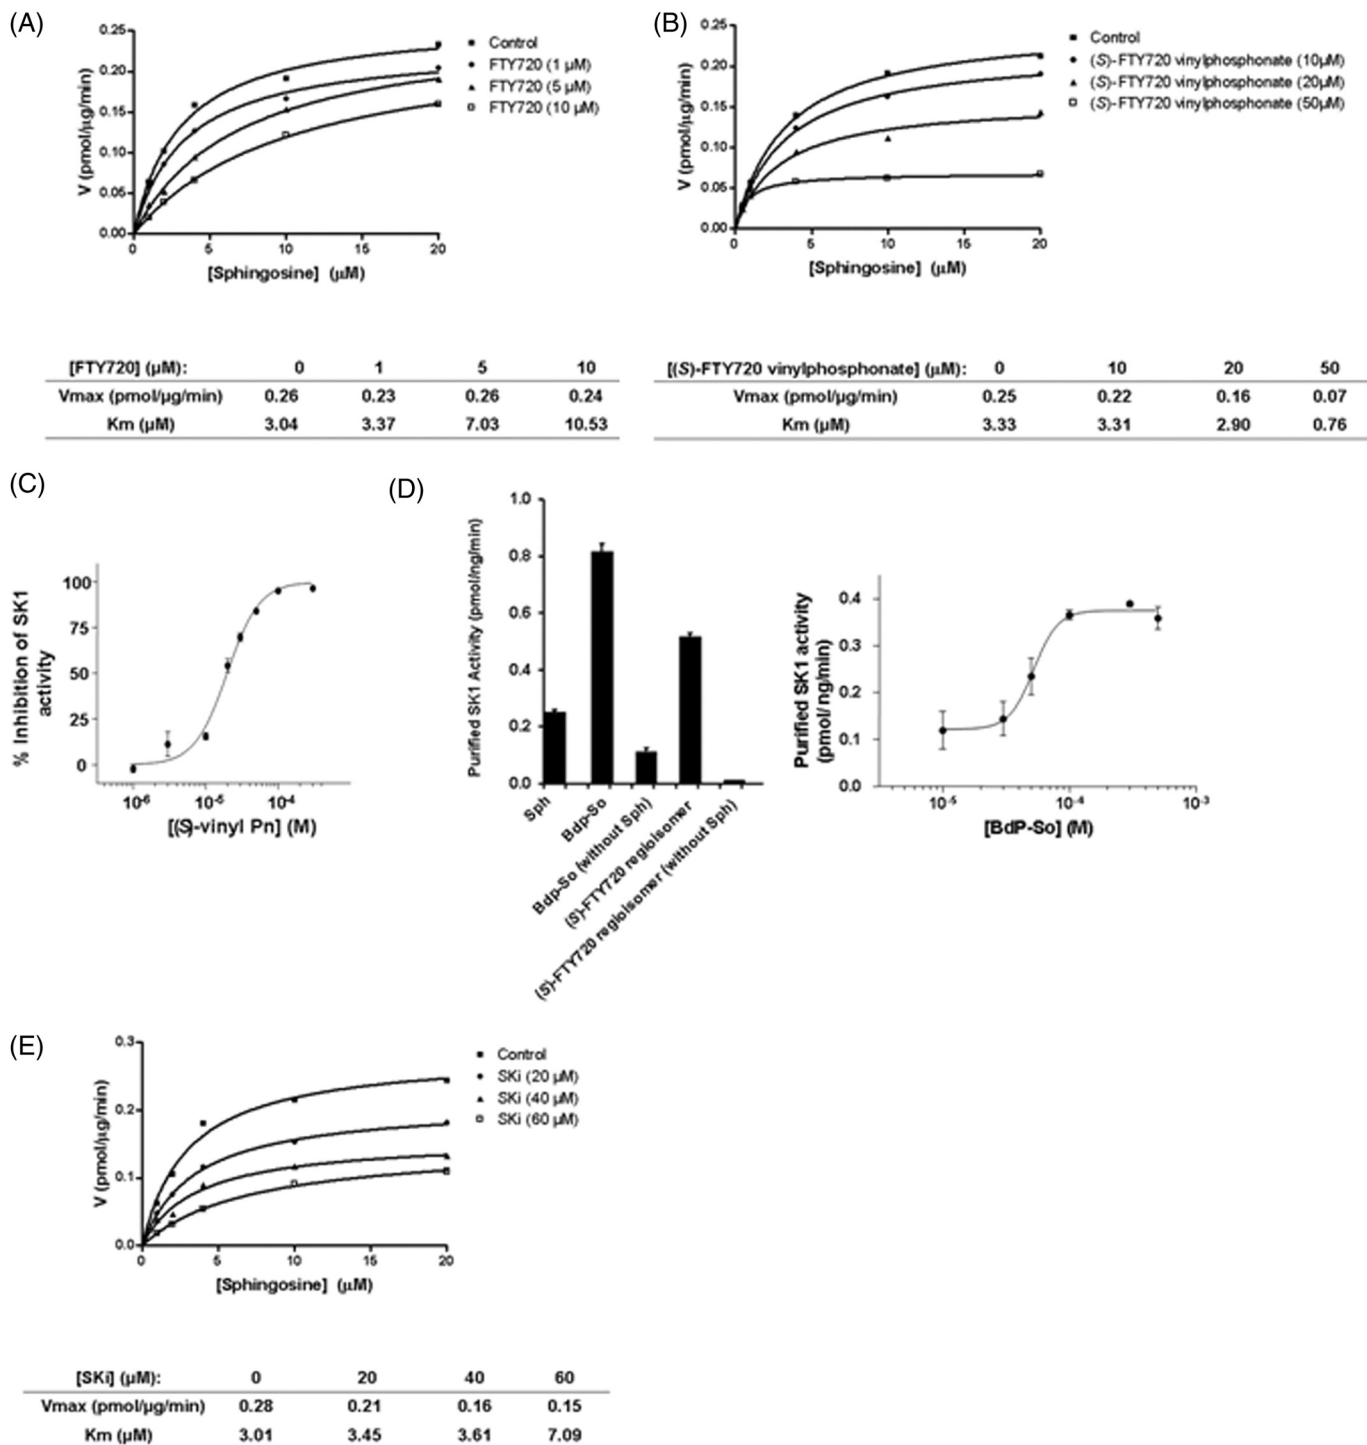 (A)
0.25
0.20
0.15
0.10
0.05
0.00
V (pmol/µg/min)
0 5 10 15 20
[Sphingosine] (µM)
Control
FTY720 (1 µM)
FTY720 (5 µM)
FTY720 (10 µM)
[FTY720] (µM): 0 1 5 10
Vmax (pmol/µg/min) 0.26 0.23 0.26 0.24
Km (µM) 3.04 3.37 7.03 10.53
(B)
0.25
0.20
0.15
0.10
0.05
0.00
V (pmol/µg/min)
0 5 10 15 20
[Sphingosine] (µM)
Control
(S)-FTY720 vinylphosphonate (10µM)
(S)-FTY720 vinylphosphonate (20µM)
(S)-FTY720 vinylphosphonate (50µM)
[(S)-FTY720 vinylphosphonate] (µM): 0 10 20 50
Vmax (pmol/µg/min) 0.25 0.22 0.16 0.07
Km (µM) 3.33 3.31 2.90 0.76
(C)
% Inhibition of SK1
activity
100
75
50
25
0
10-6 10-5 10-4
[(S)-vinyl Pn] (M)
(D)
Purified SK1 Activity (pmol/ng/min)
1.0
0.8
0.6
0.4
0.2
0.0
Sph
Bdp-So
Bdp-So (without Sph)
(S)-FTY720 regioisomer
(S)-FTY720 regioisomer (without Sph)
Purified SK1 activity
(pmol/ng/min)
0.4
0.3
0.2
0.1
0.0
10-5 10-4 10-3
[BdP-So] (M)
(E)
0.3
0.2
0.1
0.0
V (pmol/µg/min)
0 5 10 15 20
[Sphingosine] (µM)
Control
SKi (20 µM)
SKi (40 µM)
SKi (60 µM)
[SKi] (µM): 0 20 40 60
Vmax (pmol/µg/min) 0.28 0.21 0.16 0.15
Km (µM) 3.01 3.45 3.61 7.09